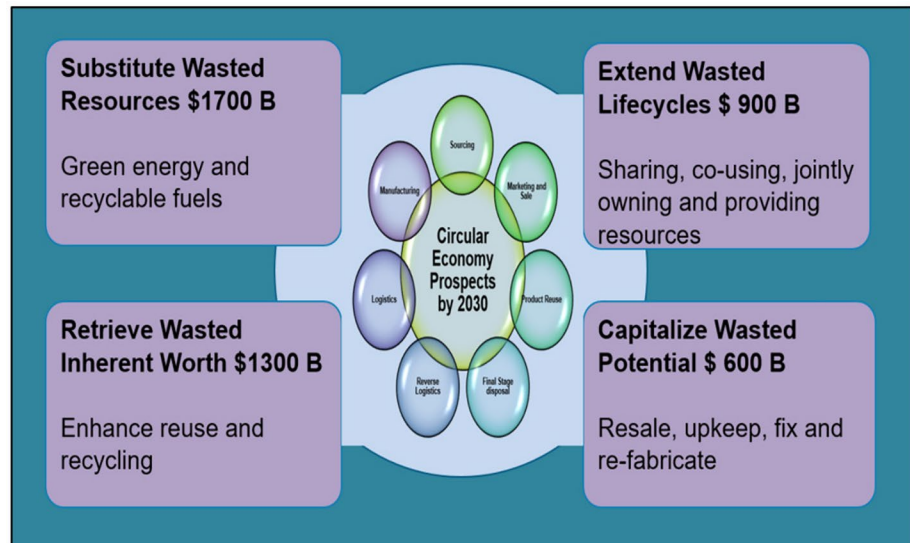 Substitute Wasted
Resources $1700 B
Green energy and
recyclable fuels
Extend Wasted
Lifecycles $ 900 B
Sharing, co-using, jointly
owning and providing
resources
Sourcing
Manufacturing
Marketing and
Sale
Circular
Economy
Prospects
by 2030
Logistics
Product Reuse
Reverse
Logistics
Final Stage
disposal
Retrieve Wasted
Inherent Worth $1300 B
Enhance reuse and
recycling
Capitalize Wasted
Potential $ 600 B
Resale, upkeep, fix and
re-fabricate